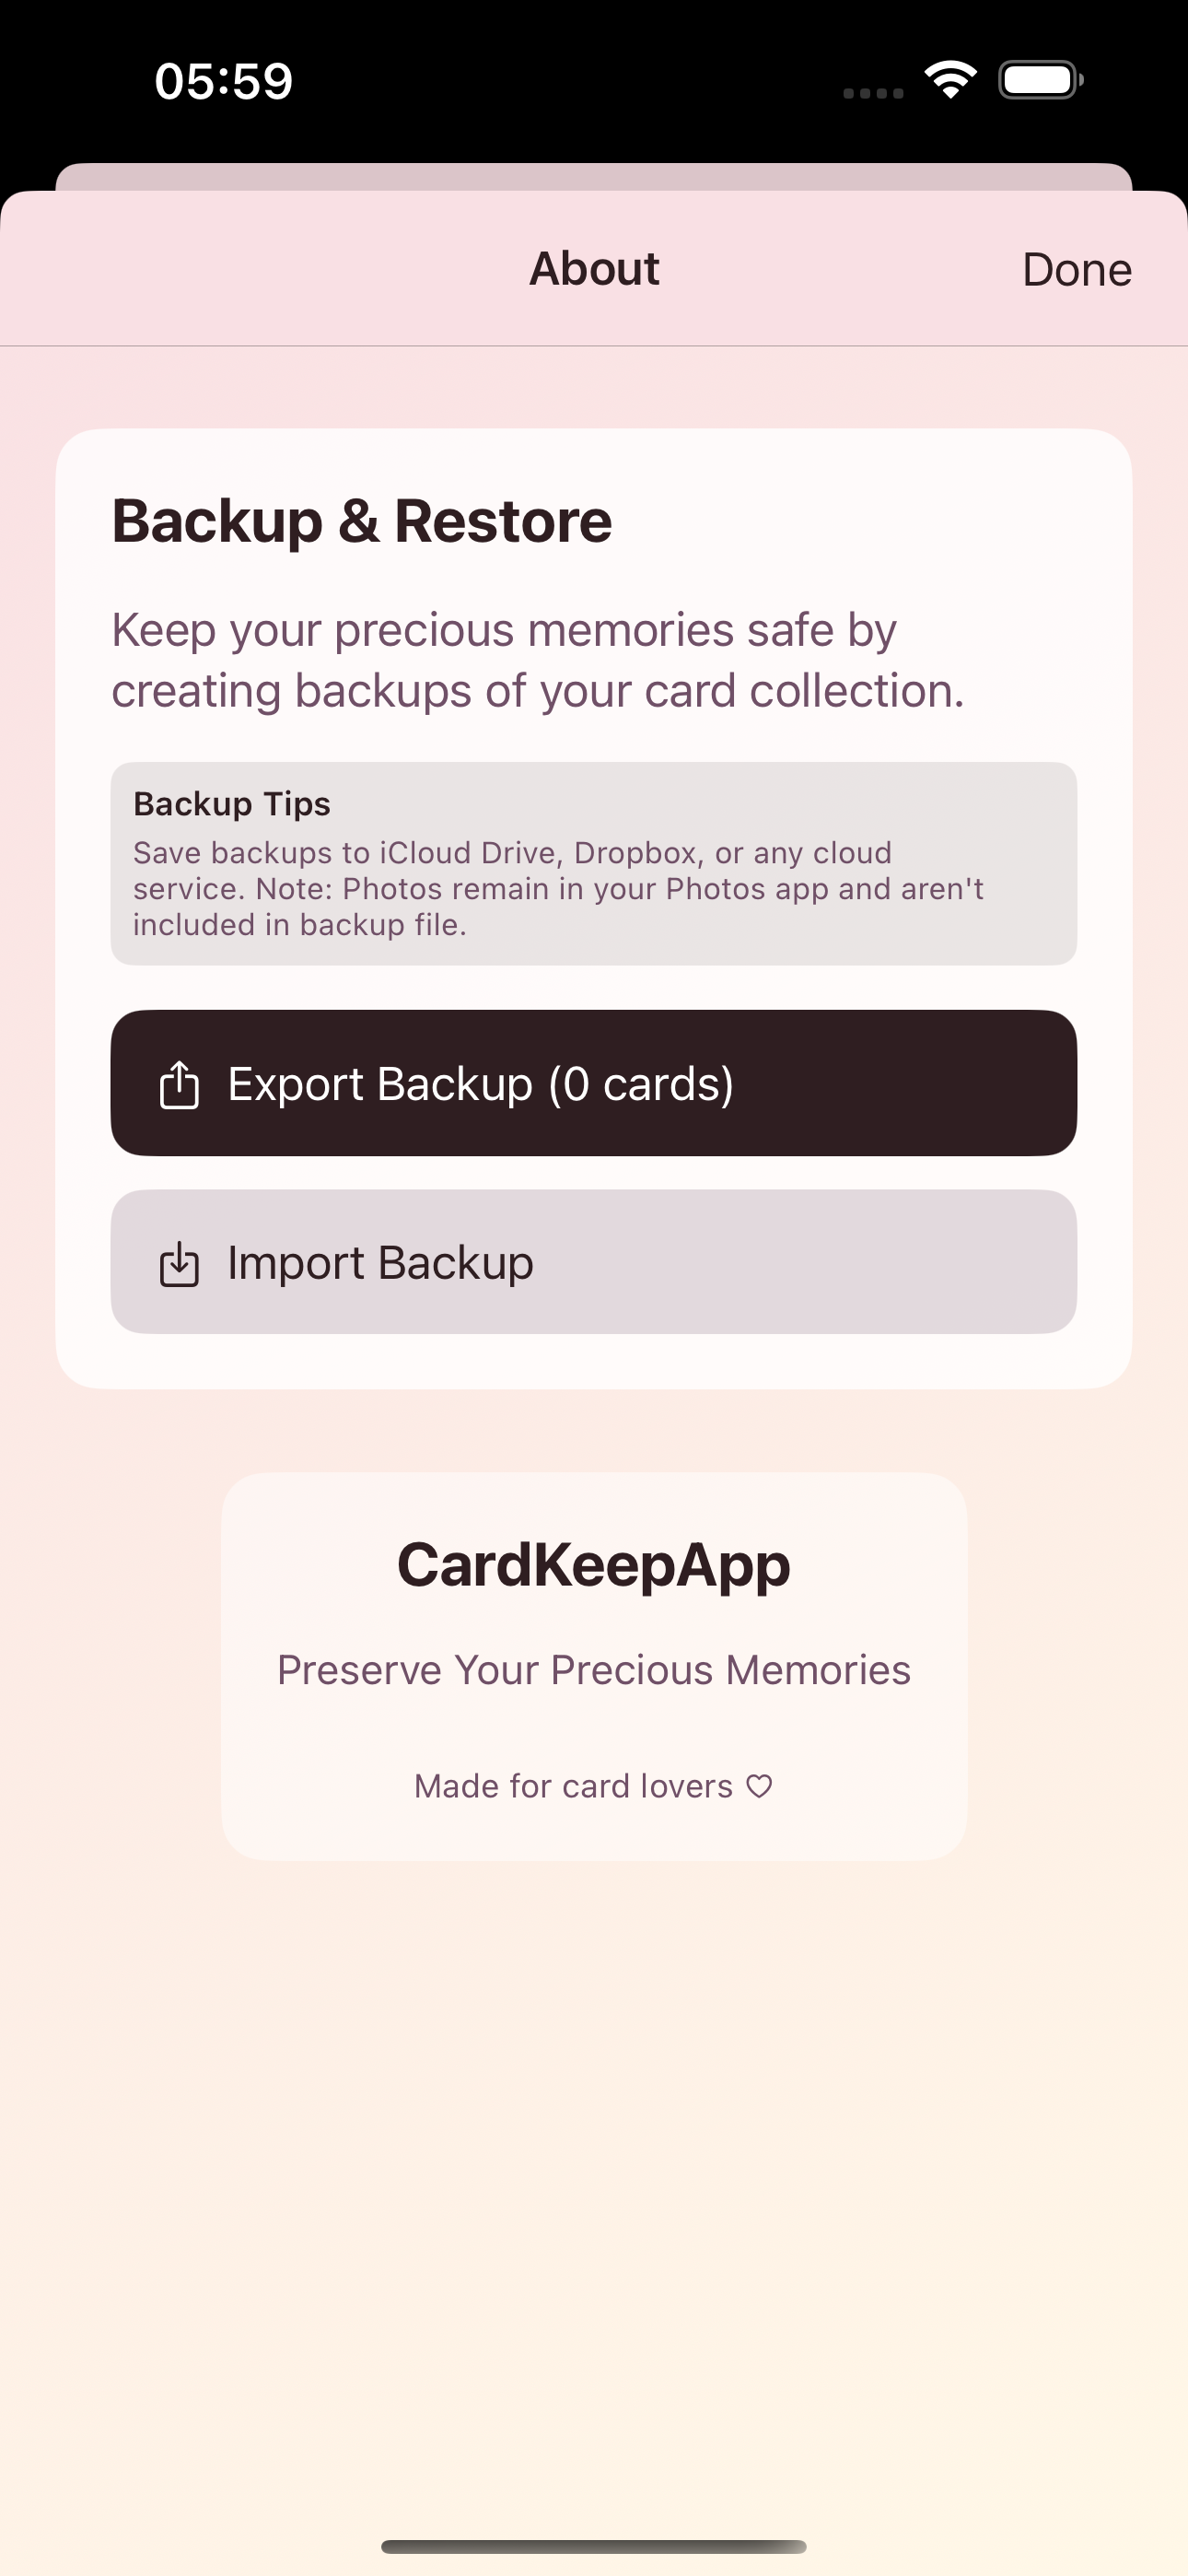 05:59
About
Done
Backup & Restore
Keep your precious memories safe by
creating backups of your card collection.
Backup Tips
Save backups to iCloud Drive, Dropbox, or any cloud
service. Note: Photos remain in your Photos app and aren't
included in backup file.
Export Backup (0 cards)
Import Backup
CardKeepApp
Preserve Your Precious Memories
Made for card lovers ♡